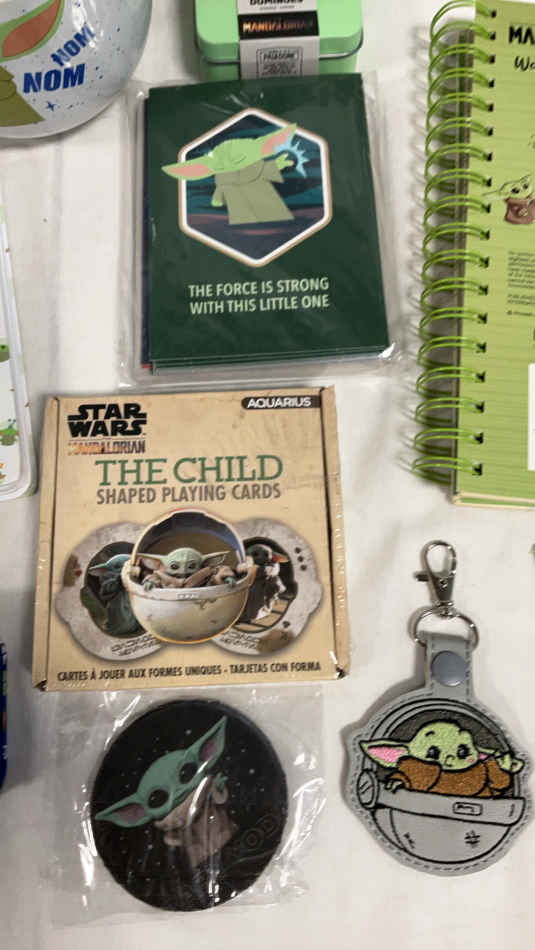 NOM
NOM
DOMINOES
MANDALORIAN
PALADONE
MA
THE FORCE IS STRONG
WITH THIS LITTLE ONE
STAR
WARS
MANDALORIAN
AQUARIUS
THE CHILD
SHAPED PLAYING CARDS
CARTES À JOUER AUX FORMES UNIQUES - TARJETAS CON FORMA